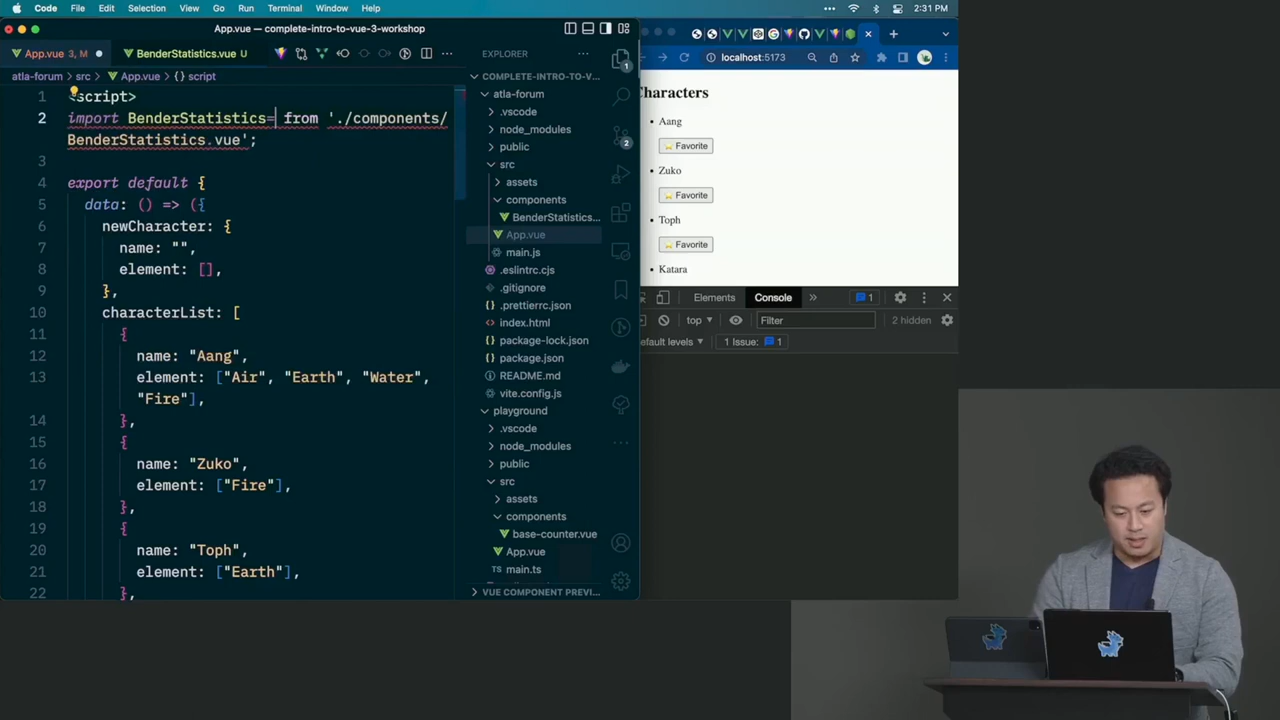 Code File Edit Selection View Go Run Terminal Window Help 2:31 PM
App.vue — complete-intro-to-vue-3-workshop
App.vue 3, M
BenderStatistics.vue U
atla-forum > src > App.vue > {} script
1 <script>
2 import BenderStatistics= from './components/
BenderStatistics.vue';
3
4 export default {
5 data: () => ({
6 newCharacter: {
7 name: "",
8 element: [],
9 },
10 characterList: [
11 {
12 name: "Aang",
13 element: ["Air", "Earth", "Water",
"Fire"],
14 },
15 {
16 name: "Zuko",
17 element: ["Fire"],
18 },
19 {
20 name: "Toph",
21 element: ["Earth"],
22 },
EXPLORER
COMPLETE-INTRO-TO-V...
atla-forum
.vscode
node_modules
public
src
assets
components
BenderStatistics...
App.vue
main.js
.eslintrc.cjs
.gitignore
.prettierrc.json
index.html
package-lock.json
package.json
README.md
vite.config.js
playground
.vscode
node_modules
public
src
assets
components
base-counter.vue
App.vue
main.ts
VUE COMPONENT PREVI...
1
2
localhost:5173
Characters
Aang
Favorite
Zuko
Favorite
Toph
Favorite
Katara
Elements Console 1
top Filter 2 hidden
efault levels 1 Issue: 1